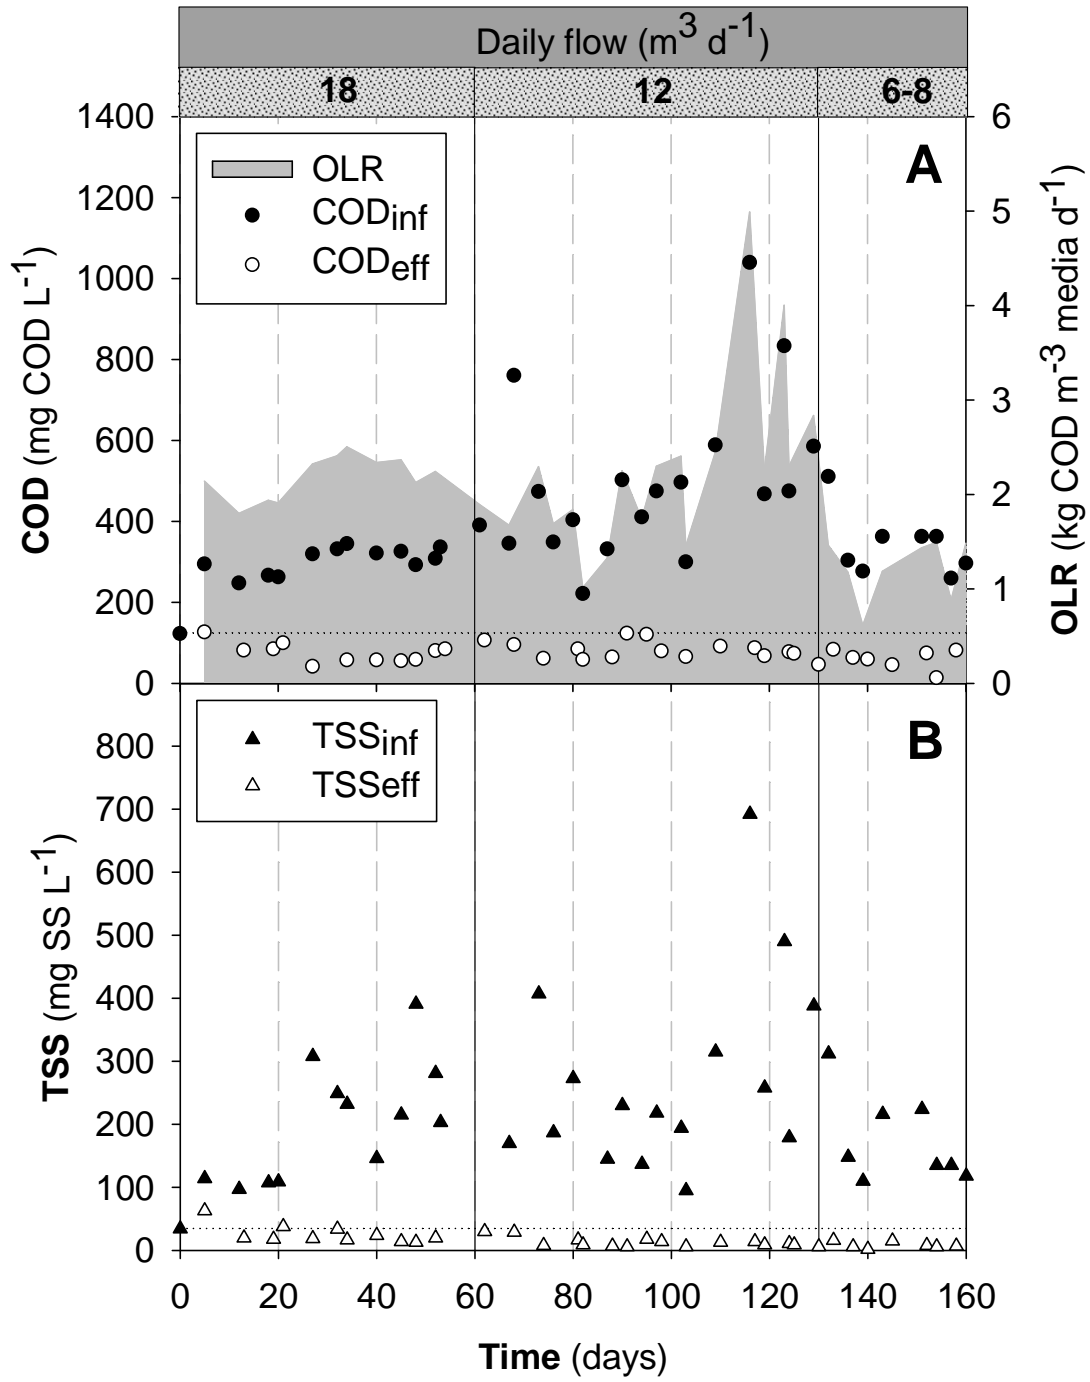 Daily flow (m3 d-1)
18 12 6-8
A
OLR
CODinf
CODeff
COD (mg COD L-1)
1400
1200
1000
800
600
400
200
0
OLR (kg COD m-3 media d-1)
6
5
4
3
2
1
0
B
TSSinf
TSSeff
TSS (mg SS L-1)
800
700
600
500
400
300
200
100
0
0 20 40 60 80 100 120 140 160
Time (days)